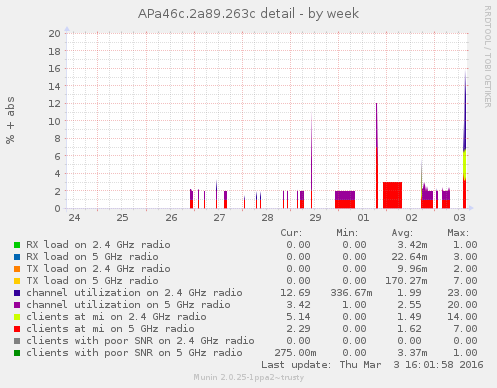 APa46c.2a89.263c detail - by week
RRDTOOL / TOBI OETIKER
% + abs
20
18
16
14
12
10
8
6
4
2
0
24 25 26 27 28 29 01 02 03
Cur: Min: Avg: Max:
RX load on 2.4 GHz radio 0.00 0.00 3.42m 1.00
RX load on 5 GHz radio 0.00 0.00 22.64m 3.00
TX load on 2.4 GHz radio 0.00 0.00 9.96m 2.00
TX load on 5 GHz radio 0.00 0.00 170.27m 7.00
channel utilization on 2.4 GHz radio 12.69 336.67m 1.99 23.00
channel utilization on 5 GHz radio 3.42 1.00 2.55 20.00
clients at mi on 2.4 GHz radio 5.14 0.00 1.49 14.00
clients at mi on 5 GHz radio 2.29 0.00 1.62 7.00
clients with poor SNR on 2.4 GHz radio 0.00 0.00 0.00 0.00
clients with poor SNR on 5 GHz radio 275.00m 0.00 3.37m 1.00
Last update: Thu Mar 3 16:01:58 2016
Munin 2.0.25-1ppa2~trusty